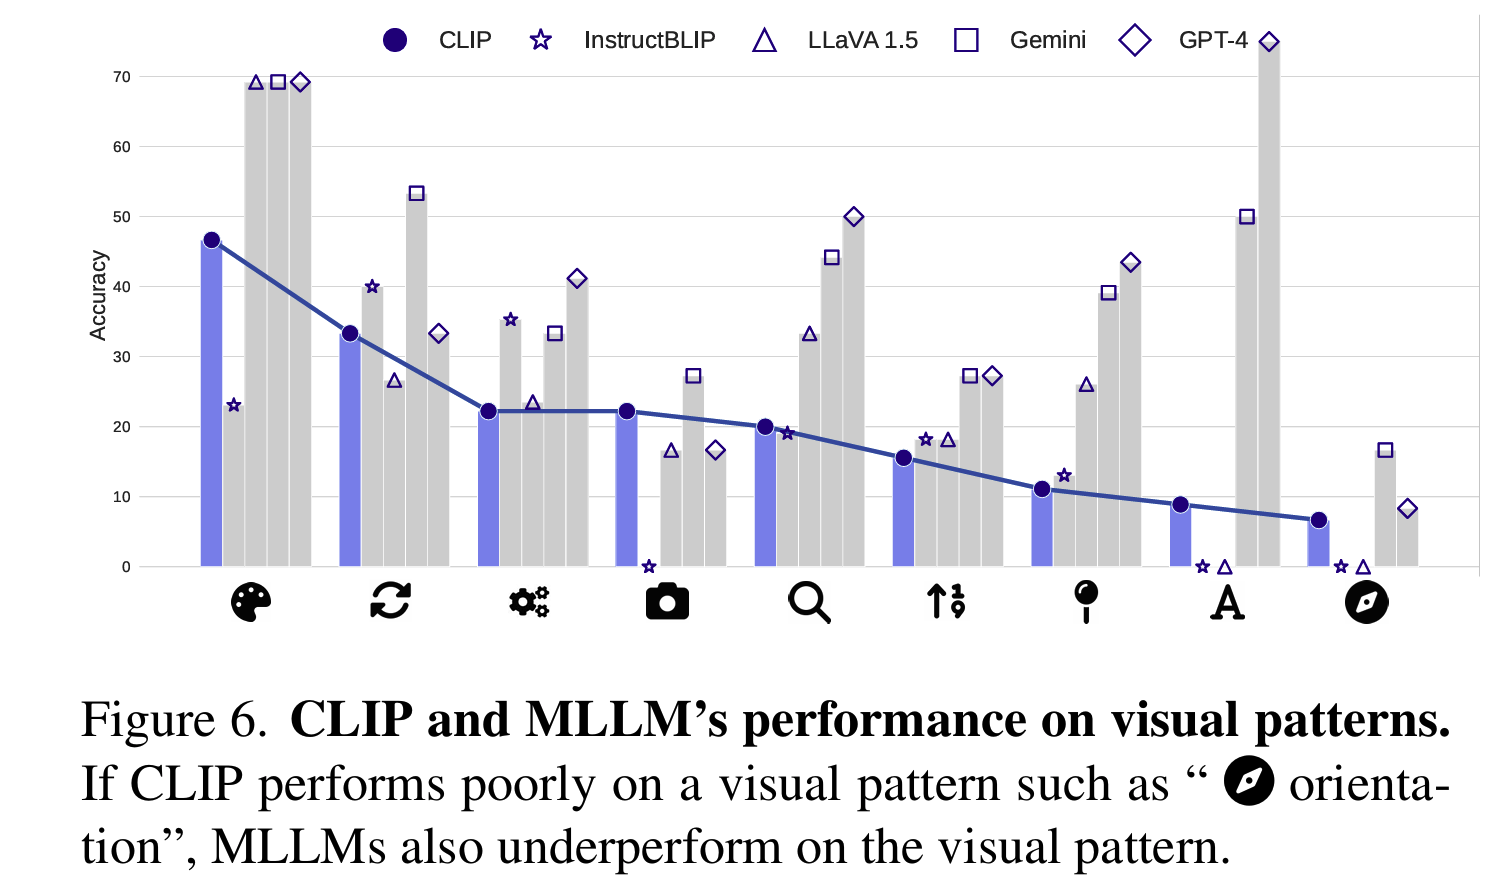 CLIP InstructBLIP LLaVA 1.5 Gemini GPT-4
70
60
50
40
30
20
10
0
Accuracy
1
9
A
Figure 6. CLIP and MLLM's performance on visual patterns.
If CLIP performs poorly on a visual pattern such as “ orienta-
tion”, MLLMs also underperform on the visual pattern.